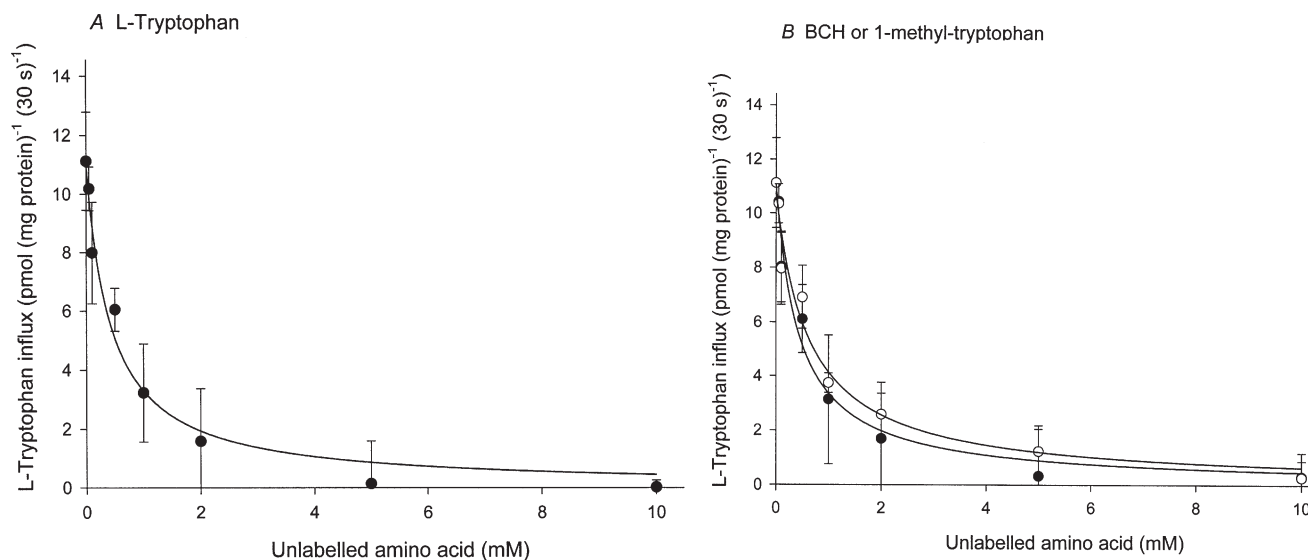 A L-Tryptophan
L-Tryptophan influx (pmol (mg protein)⁻¹ (30 s)⁻¹
14
12
10
8
6
4
2
0
0 2 4 6 8 10
Unlabelled amino acid (mM)
B BCH or 1-methyl-tryptophan
L-Tryptophan influx (pmol (mg protein)⁻¹ (30 s)⁻¹
14
12
10
8
6
4
2
0
0 2 4 6 8 10
Unlabelled amino acid (mM)